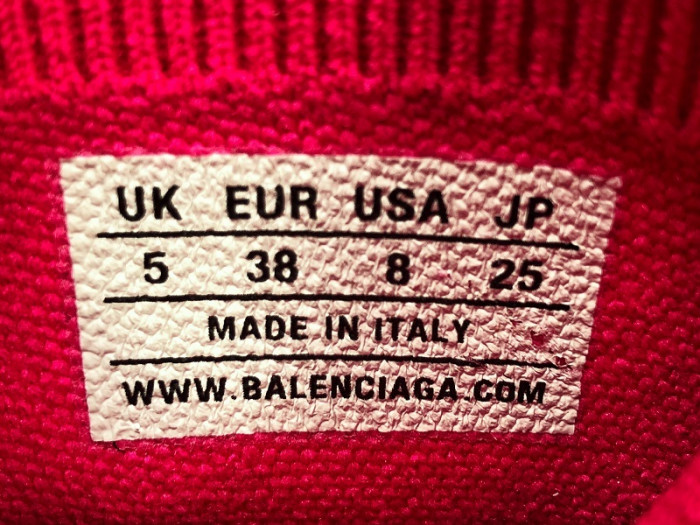 UK EUR USA JP
5 38 8 25
MADE IN ITALY
WWW.BALENCIAGA.COM